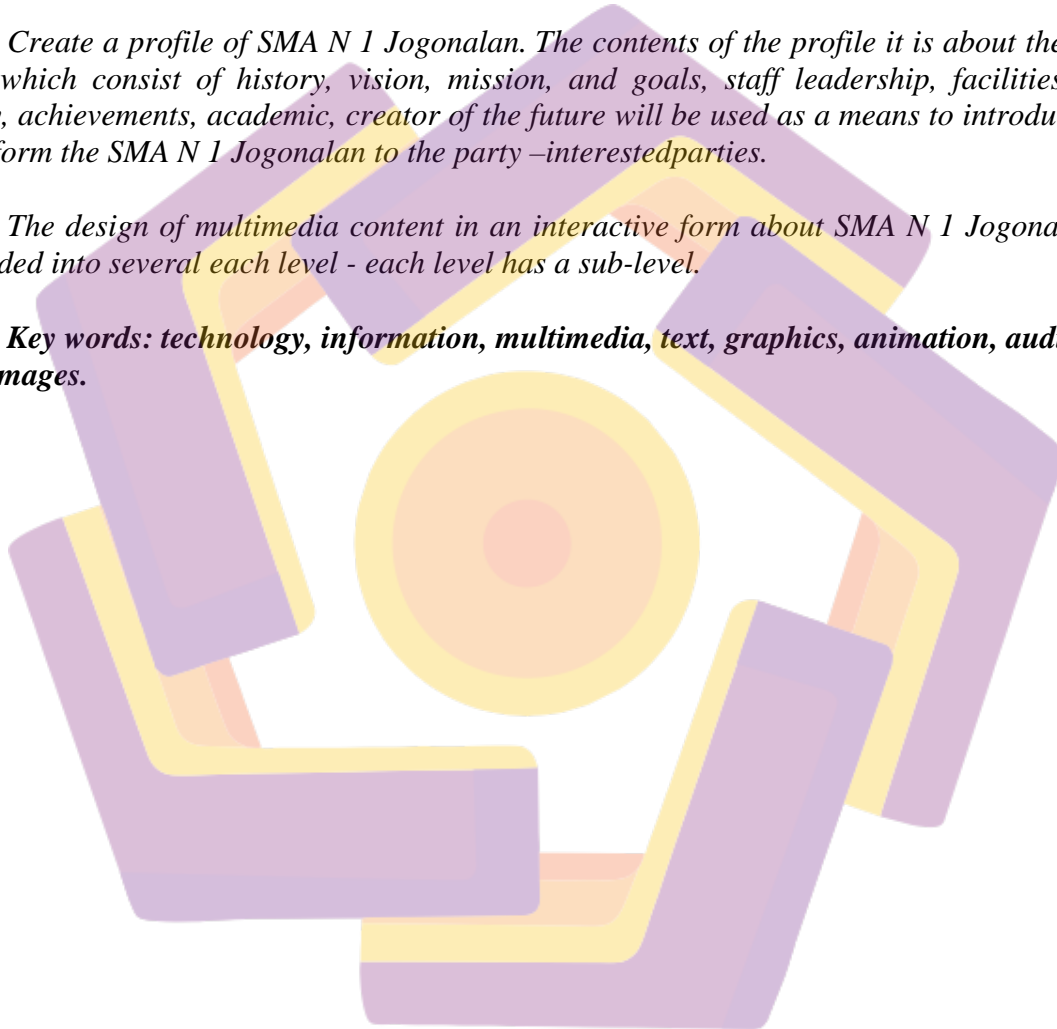 Create a profile of SMA N 1 Jogonalan. The contents of the profile it is about the
which consist of history, vision, mission, and goals, staff leadership, facilities
, achievements, academic, creator of the future will be used as a means to introdu
form the SMA N 1 Jogonalan to the party –interestedparties.
The design of multimedia content in an interactive form about SMA N 1 Jogona
ded into several each level - each level has a sub-level.
Key words: technology, information, multimedia, text, graphics, animation, aud
mages.